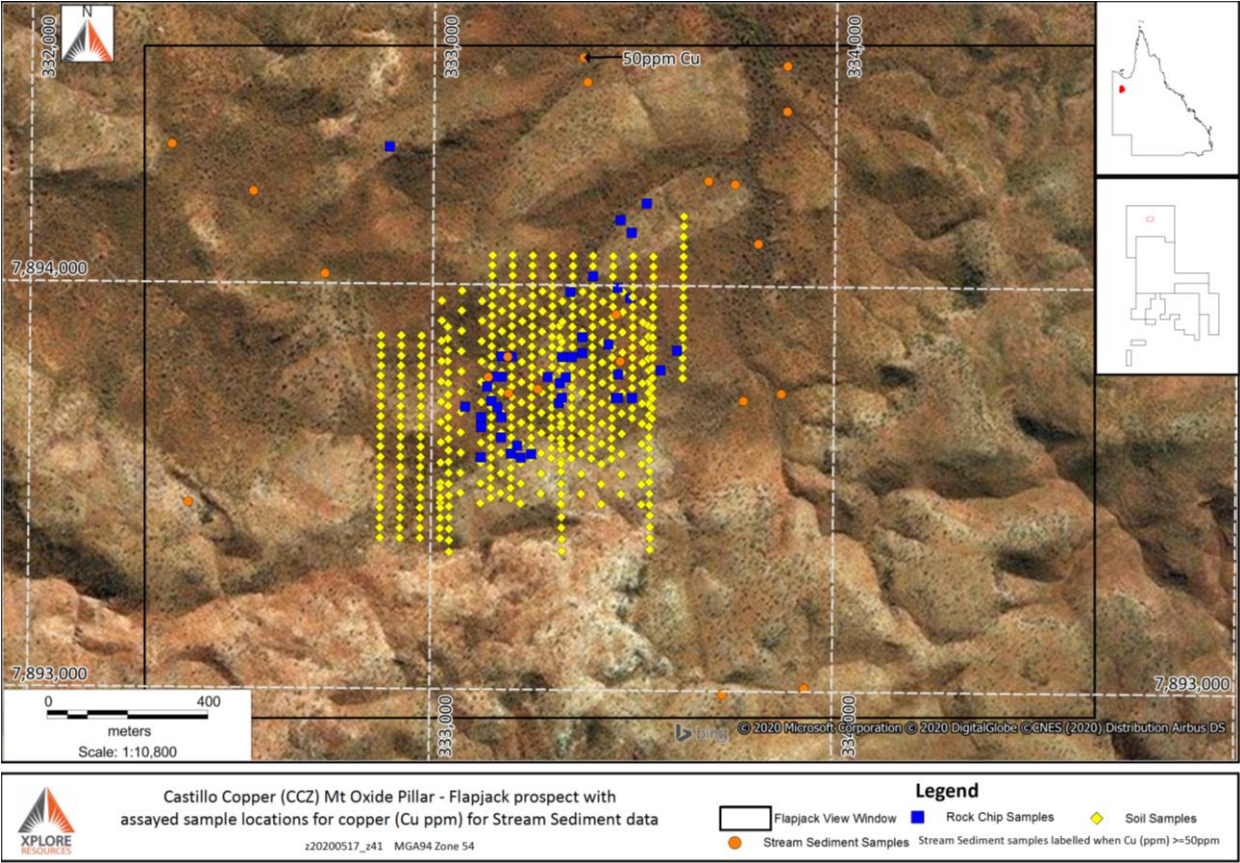 N
332,000
333,000
334,000
50ppm Cu
7,894,000
7,893,000
7,893,000
0 400
meters
Scale: 1:10,800
333,000
bing
© 2020 Microsoft Corporation © 2020 DigitalGlobe ©CNES (2020) Distribution Airbus DS
XPLORE
RESOURCES
Castillo Copper (CCZ) Mt Oxide Pillar - Flapjack prospect with
assayed sample locations for copper (Cu ppm) for Stream Sediment data
z20200517_z41 MGA94 Zone 54
Legend
Flapjack View Window
Rock Chip Samples
Soil Samples
Stream Sediment Samples
Stream Sediment samples labelled when Cu (ppm) >=50ppm